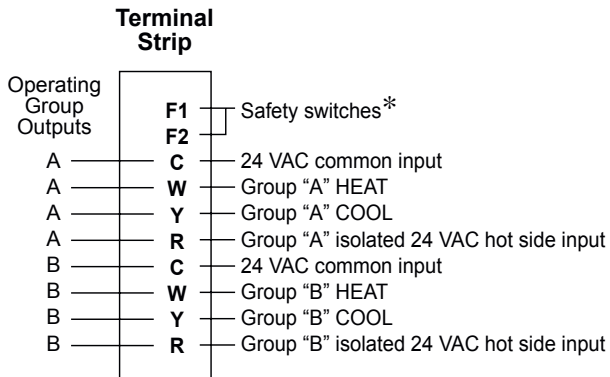 Terminal
Strip
Operating
Group
Outputs
F1 Safety switches*
F2
A C 24 VAC common input
A W Group “A” HEAT
A Y Group “A” COOL
A R Group “A” isolated 24 VAC hot side input
B C 24 VAC common input
B W Group “B” HEAT
B Y Group “B” COOL
B R Group “B” isolated 24 VAC hot side input